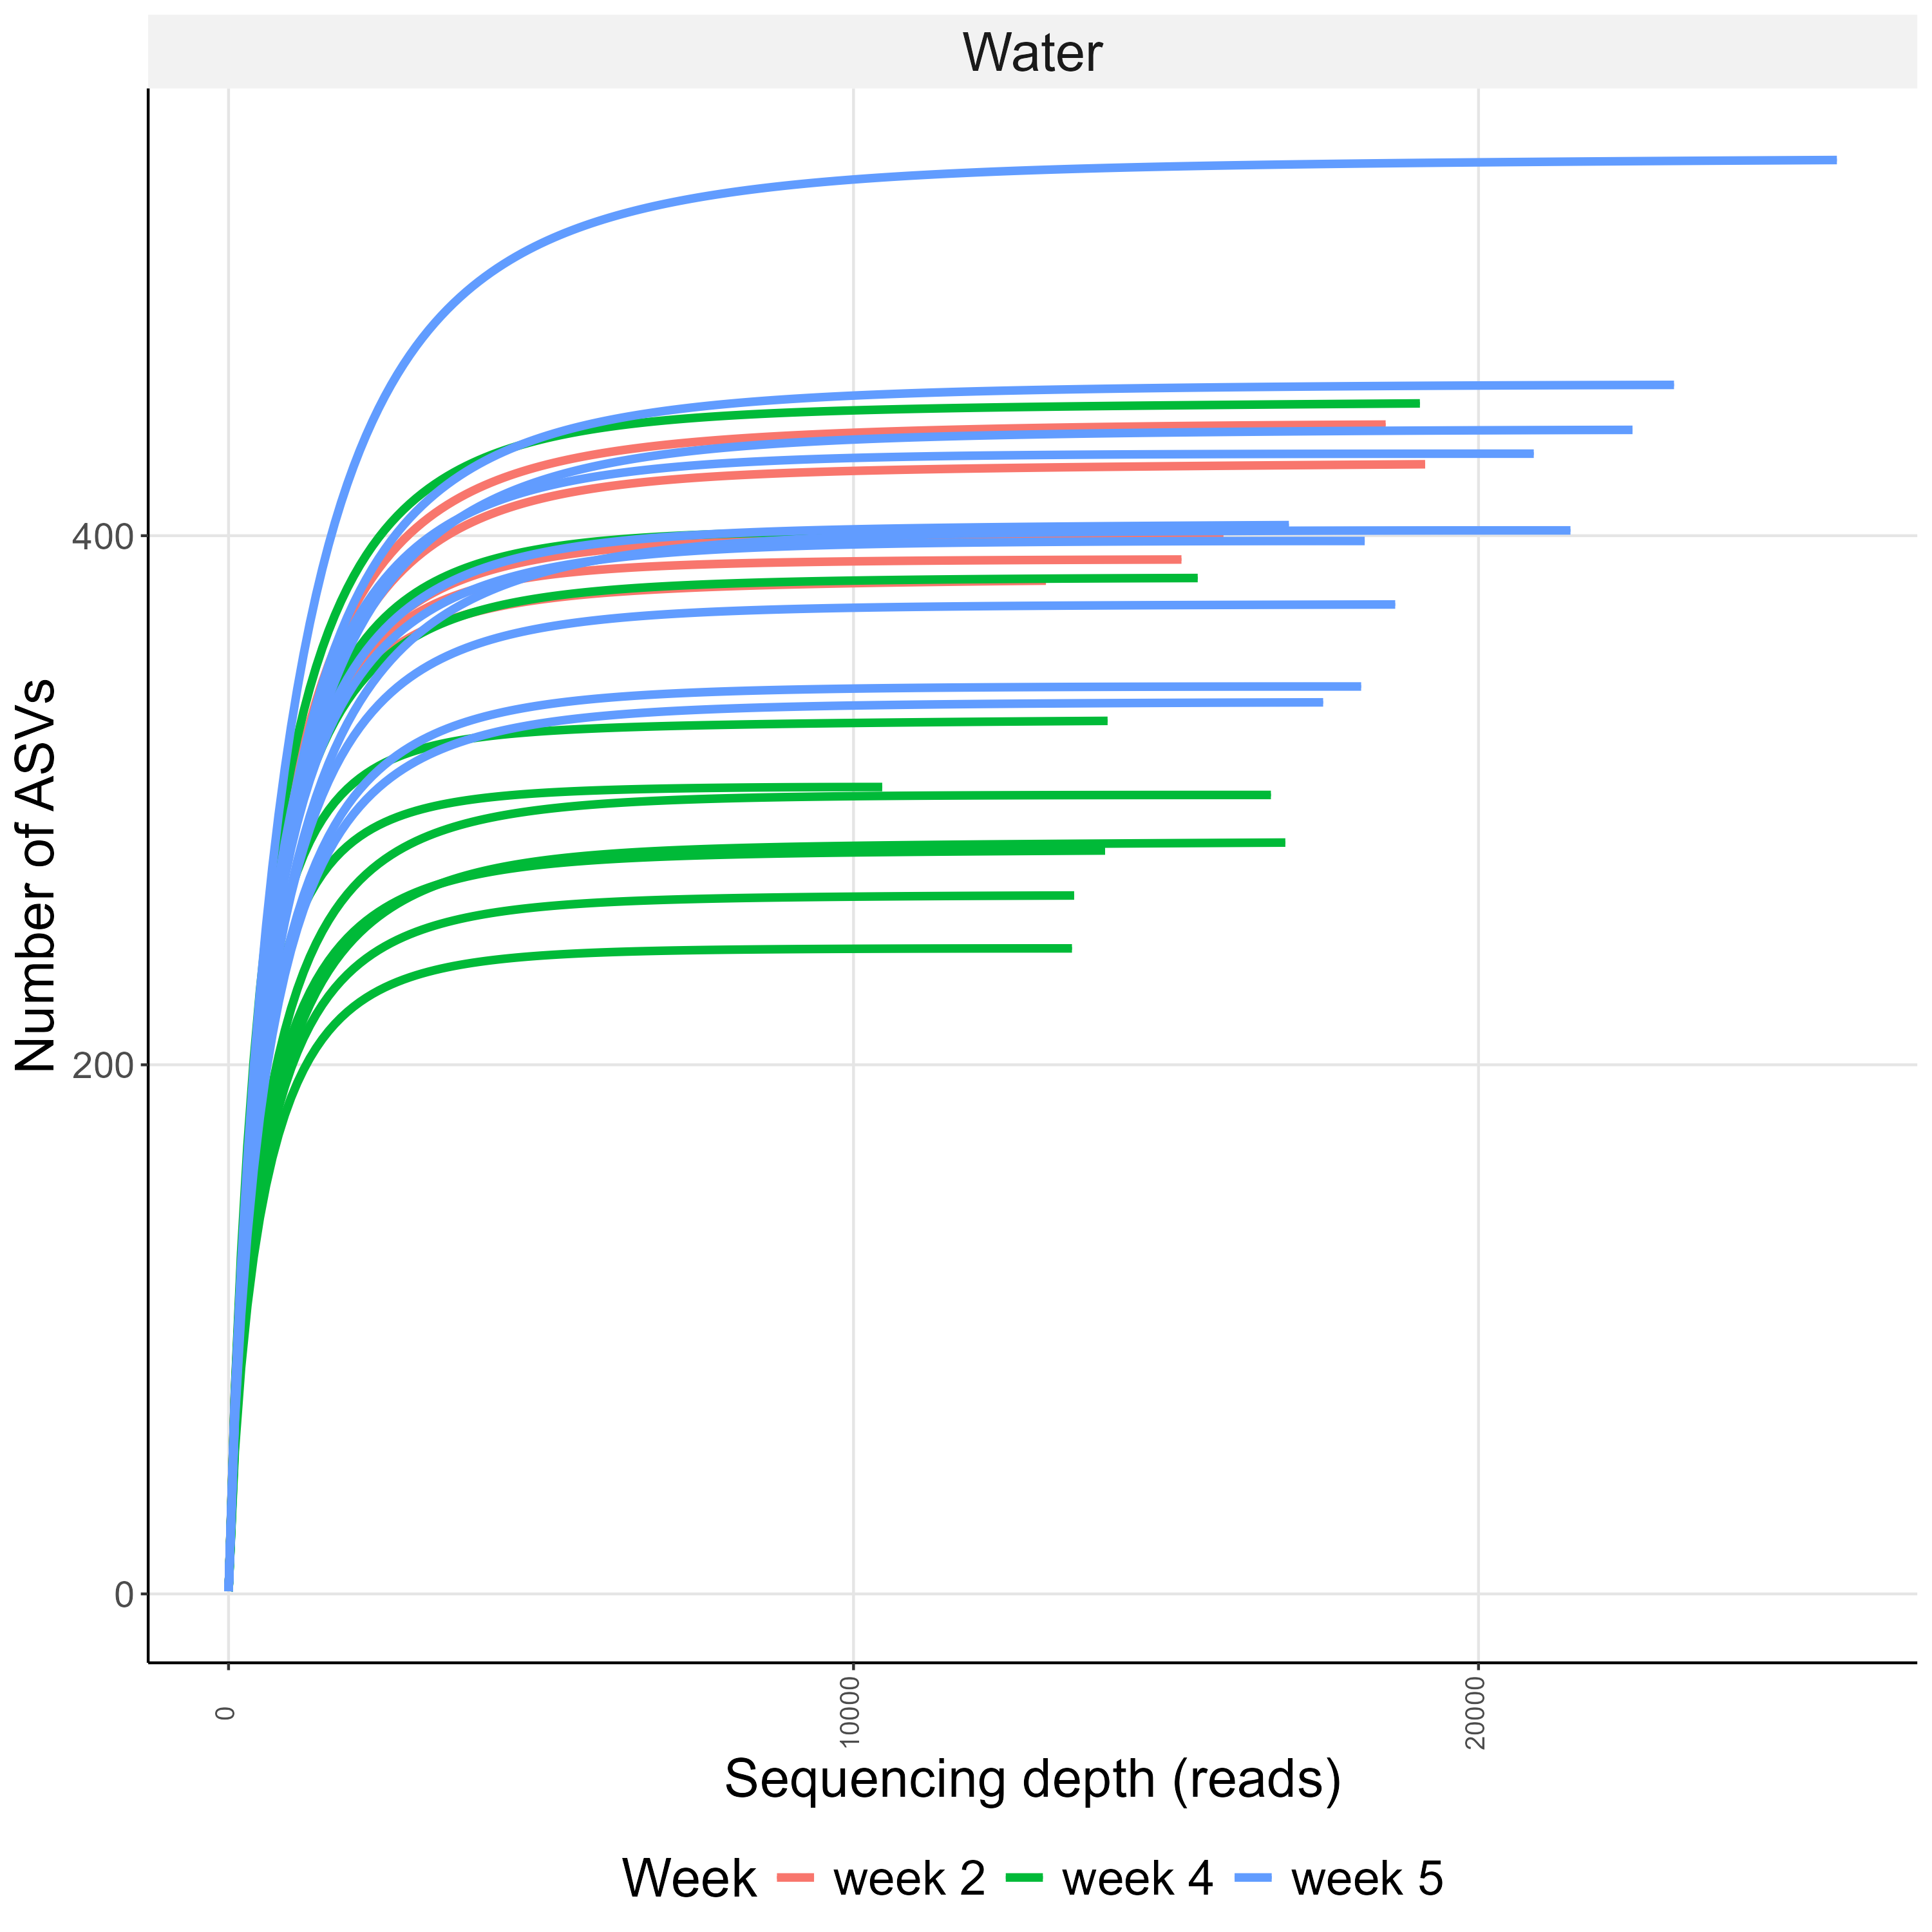 Water
Number of ASVs
400
200
0
0
10000
20000
Sequencing depth (reads)
Week week 2 week 4 week 5